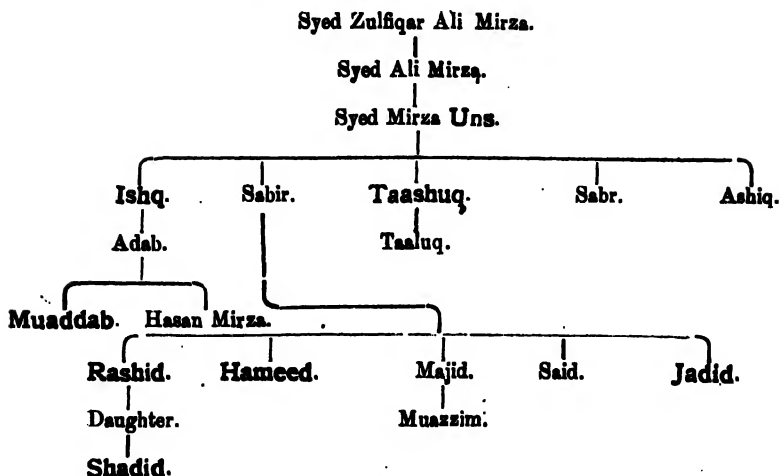 Syed Zulfiqar Ali Mirza.
Syed Ali Mirza.
Syed Mirza Uns.
Ishq. Sabir. Taashuq. Sabr. Ashiq.
Adab. Taaluq.
Muaddab. Hasan Mirza.
Rashid. Hameed. Majid. Said. Jadid.
Daughter. Muazzim.
Shadid.